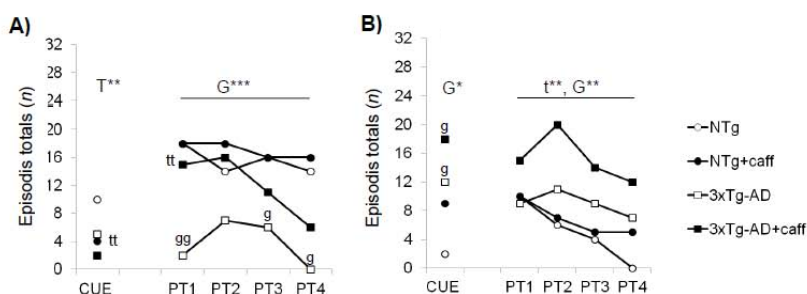 A)
Episodis totals (n)
32
28
24
20
16
12
8
4
0
T**
G***
tt
tt
gg
g
g
CUE PT1 PT2 PT3 PT4
B)
Episodis totals (n)
32
28
24
20
16
12
8
4
0
G*
t**, G**
g
g
CUE PT1 PT2 PT3 PT4
NTg
NTg+caff
3xTg-AD
3xTg-AD+caff